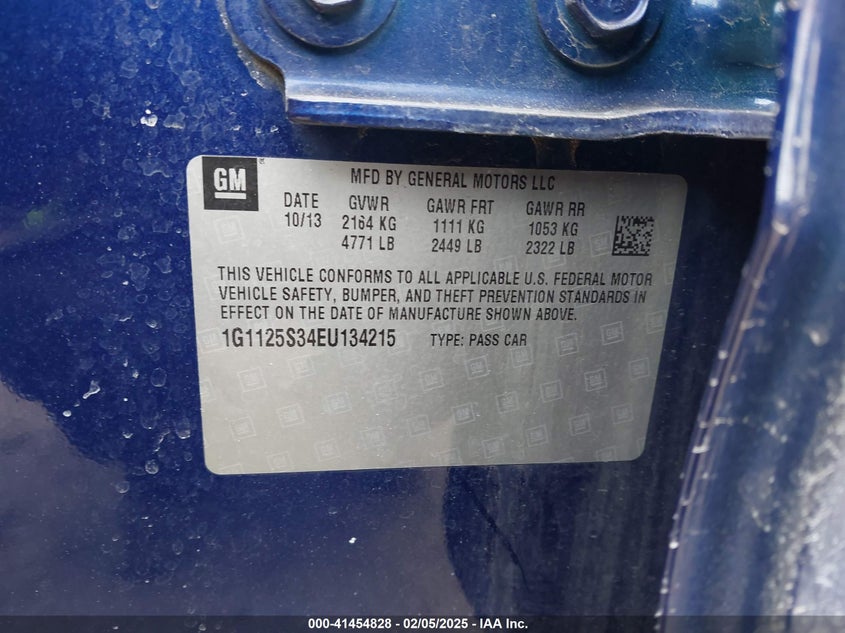 GM
MFD BY GENERAL MOTORS LLC
DATE GVWR GAWR FRT GAWR RR
10/13 2164 KG 1111 KG 1053 KG
4771 LB 2449 LB 2322 LB
THIS VEHICLE CONFORMS TO ALL APPLICABLE U.S. FEDERAL MOTOR
VEHICLE SAFETY, BUMPER, AND THEFT PREVENTION STANDARDS IN
EFFECT ON THE DATE OF MANUFACTURE SHOWN ABOVE.
1G1125S34EU134215 TYPE: PASS CAR
000-41454828 - 02/05/2025 - IAA Inc.